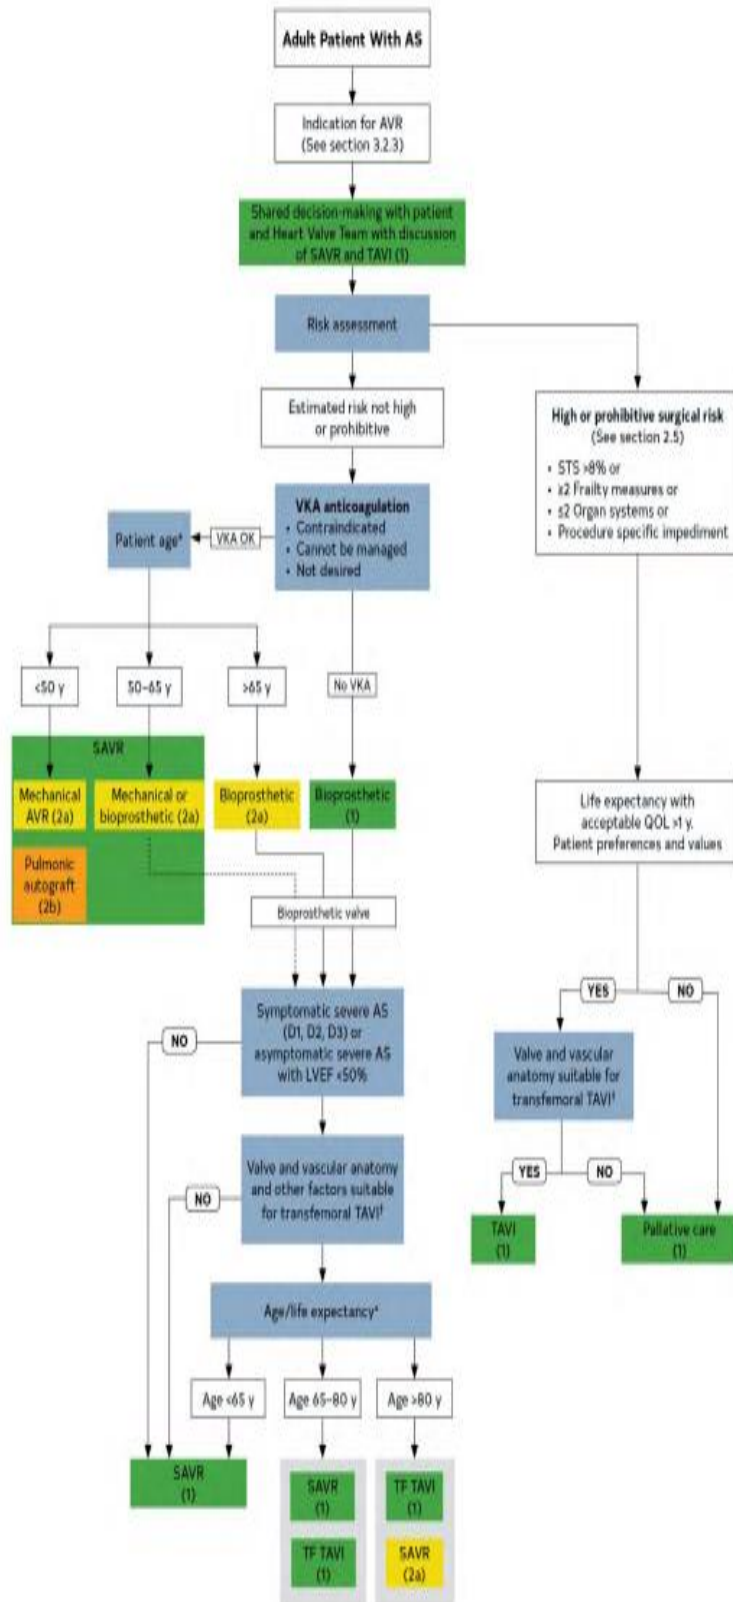 Adult Patient With AS
Indication for AVR
(See section 3.2.3)
Shared decision-making with patient
and Heart Valve Team with discussion
of SAVR and TAVI (1)
Risk assessment
Estimated risk not high
or prohibitive
High or prohibitive surgical risk
(See section 2.5)
• STS >8% or
• ≥2 Frailty measures or
• ≤2 Organ systems or
• Procedure specific impediment
VKA anticoagulation
• Contraindicated
• Cannot be managed
• Not desired
VKA OK
Patient age*
<50 y
50-65 y
>65 y
No VKA
SAVR
Mechanical
AVR (2a)
Mechanical or
bioprosthetic (2a)
Bioprosthetic
(2a)
Bioprosthetic
(1)
Pulmonic
autograft
(2b)
Bioprosthetic valve
Life expectancy with
acceptable QOL >1 y.
Patient preferences and values
YES
NO
Symptomatic severe AS
(D1, D2, D3) or
asymptomatic severe AS
with LVEF <50%
NO
Valve and vascular
anatomy suitable for
transfemoral TAVI†
YES
NO
TAVI
(1)
Pallative care
(1)
Valve and vascular anatomy
and other factors suitable
for transfemoral TAVI†
NO
Age/life expectancy*
Age <65 y
Age 65-80 y
Age >80 y
SAVR
(1)
SAVR
(1)
TF TAVI
(1)
TF TAVI
(1)
SAVR
(2a)